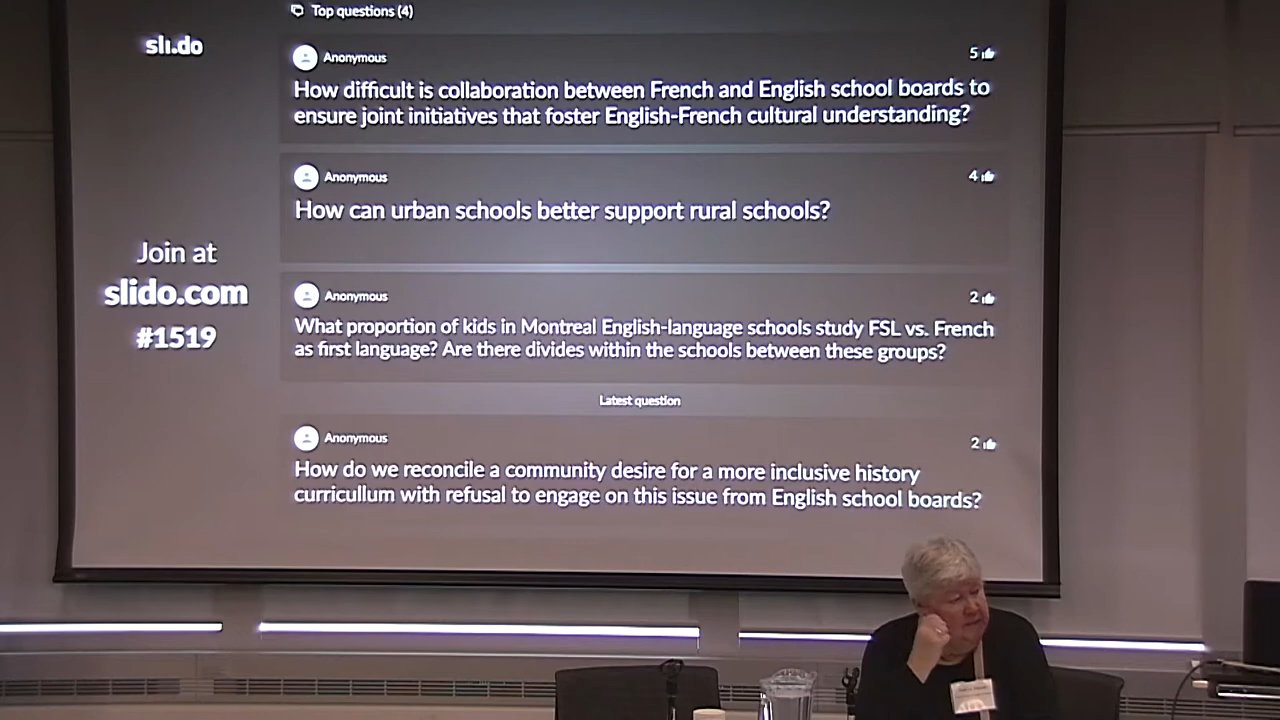 Top questions (4)
sli.do
Anonymous
5
How difficult is collaboration between French and English school boards to
ensure joint initiatives that foster English-French cultural understanding?
Anonymous
4
How can urban schools better support rural schools?
Join at
slido.com
#1519
Anonymous
2
What proportion of kids in Montreal English-language schools study FSL vs. French
as first language? Are there divides within the schools between these groups?
Latest question
Anonymous
2
How do we reconcile a community desire for a more inclusive history
curricullum with refusal to engage on this issue from English school boards?